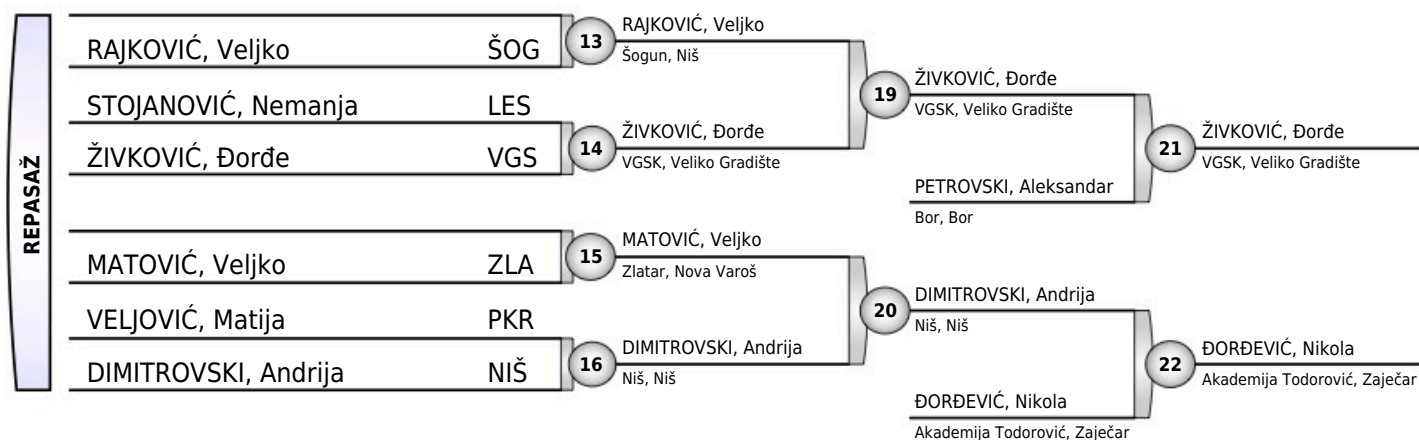 REPASAŽ
RAJKOVIĆ, Veljko ŠOG
STOJANOVIĆ, Nemanja LES
ŽIVKOVIĆ, Đorđe VGS
MATOVIĆ, Veljko ZLA
VELJOVIĆ, Matija PKR
DIMITROVSKI, Andrija NIŠ
13
RAJKOVIĆ, Veljko
Šogun, Niš
14
ŽIVKOVIĆ, Đorđe
VGSK, Veliko Gradište
15
MATOVIĆ, Veljko
Zlatar, Nova Varoš
16
DIMITROVSKI, Andrija
Niš, Niš
19
ŽIVKOVIĆ, Đorđe
VGSK, Veliko Gradište
PETROVSKI, Aleksandar
Bor, Bor
20
DIMITROVSKI, Andrija
Niš, Niš
ĐORĐEVIĆ, Nikola
Akademija Todorović, Zaječar
21
ŽIVKOVIĆ, Đorđe
VGSK, Veliko Gradište
22
ĐORĐEVIĆ, Nikola
Akademija Todorović, Zaječar